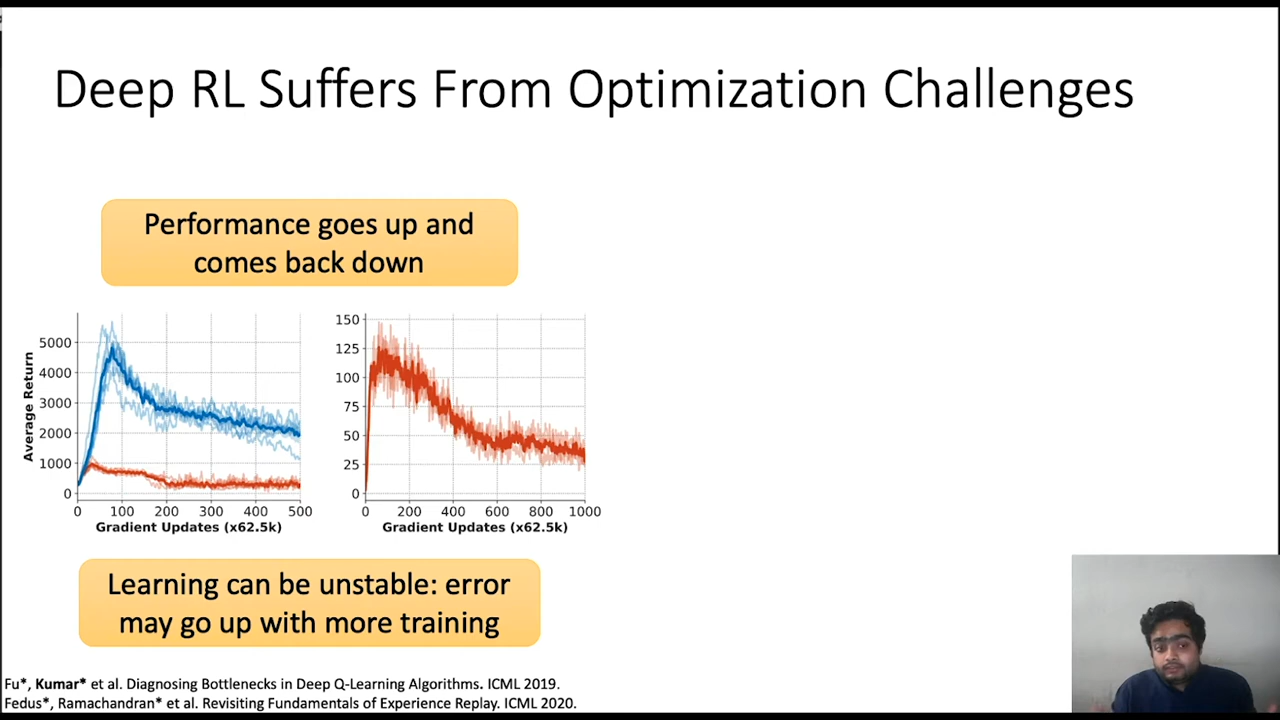 Deep RL Suffers From Optimization Challenges
Performance goes up and
comes back down
Average Return
5000
4000
3000
2000
1000
0
0 100 200 300 400 500
Gradient Updates (x62.5k)
150
125
100
75
50
25
0
0 200 400 600 800 1000
Gradient Updates (x62.5k)
Learning can be unstable: error
may go up with more training
Fu*, Kumar* et al. Diagnosing Bottlenecks in Deep Q-Learning Algorithms. ICML 2019.
Fedus*, Ramachandran* et al. Revisiting Fundamentals of Experience Replay. ICML 2020.